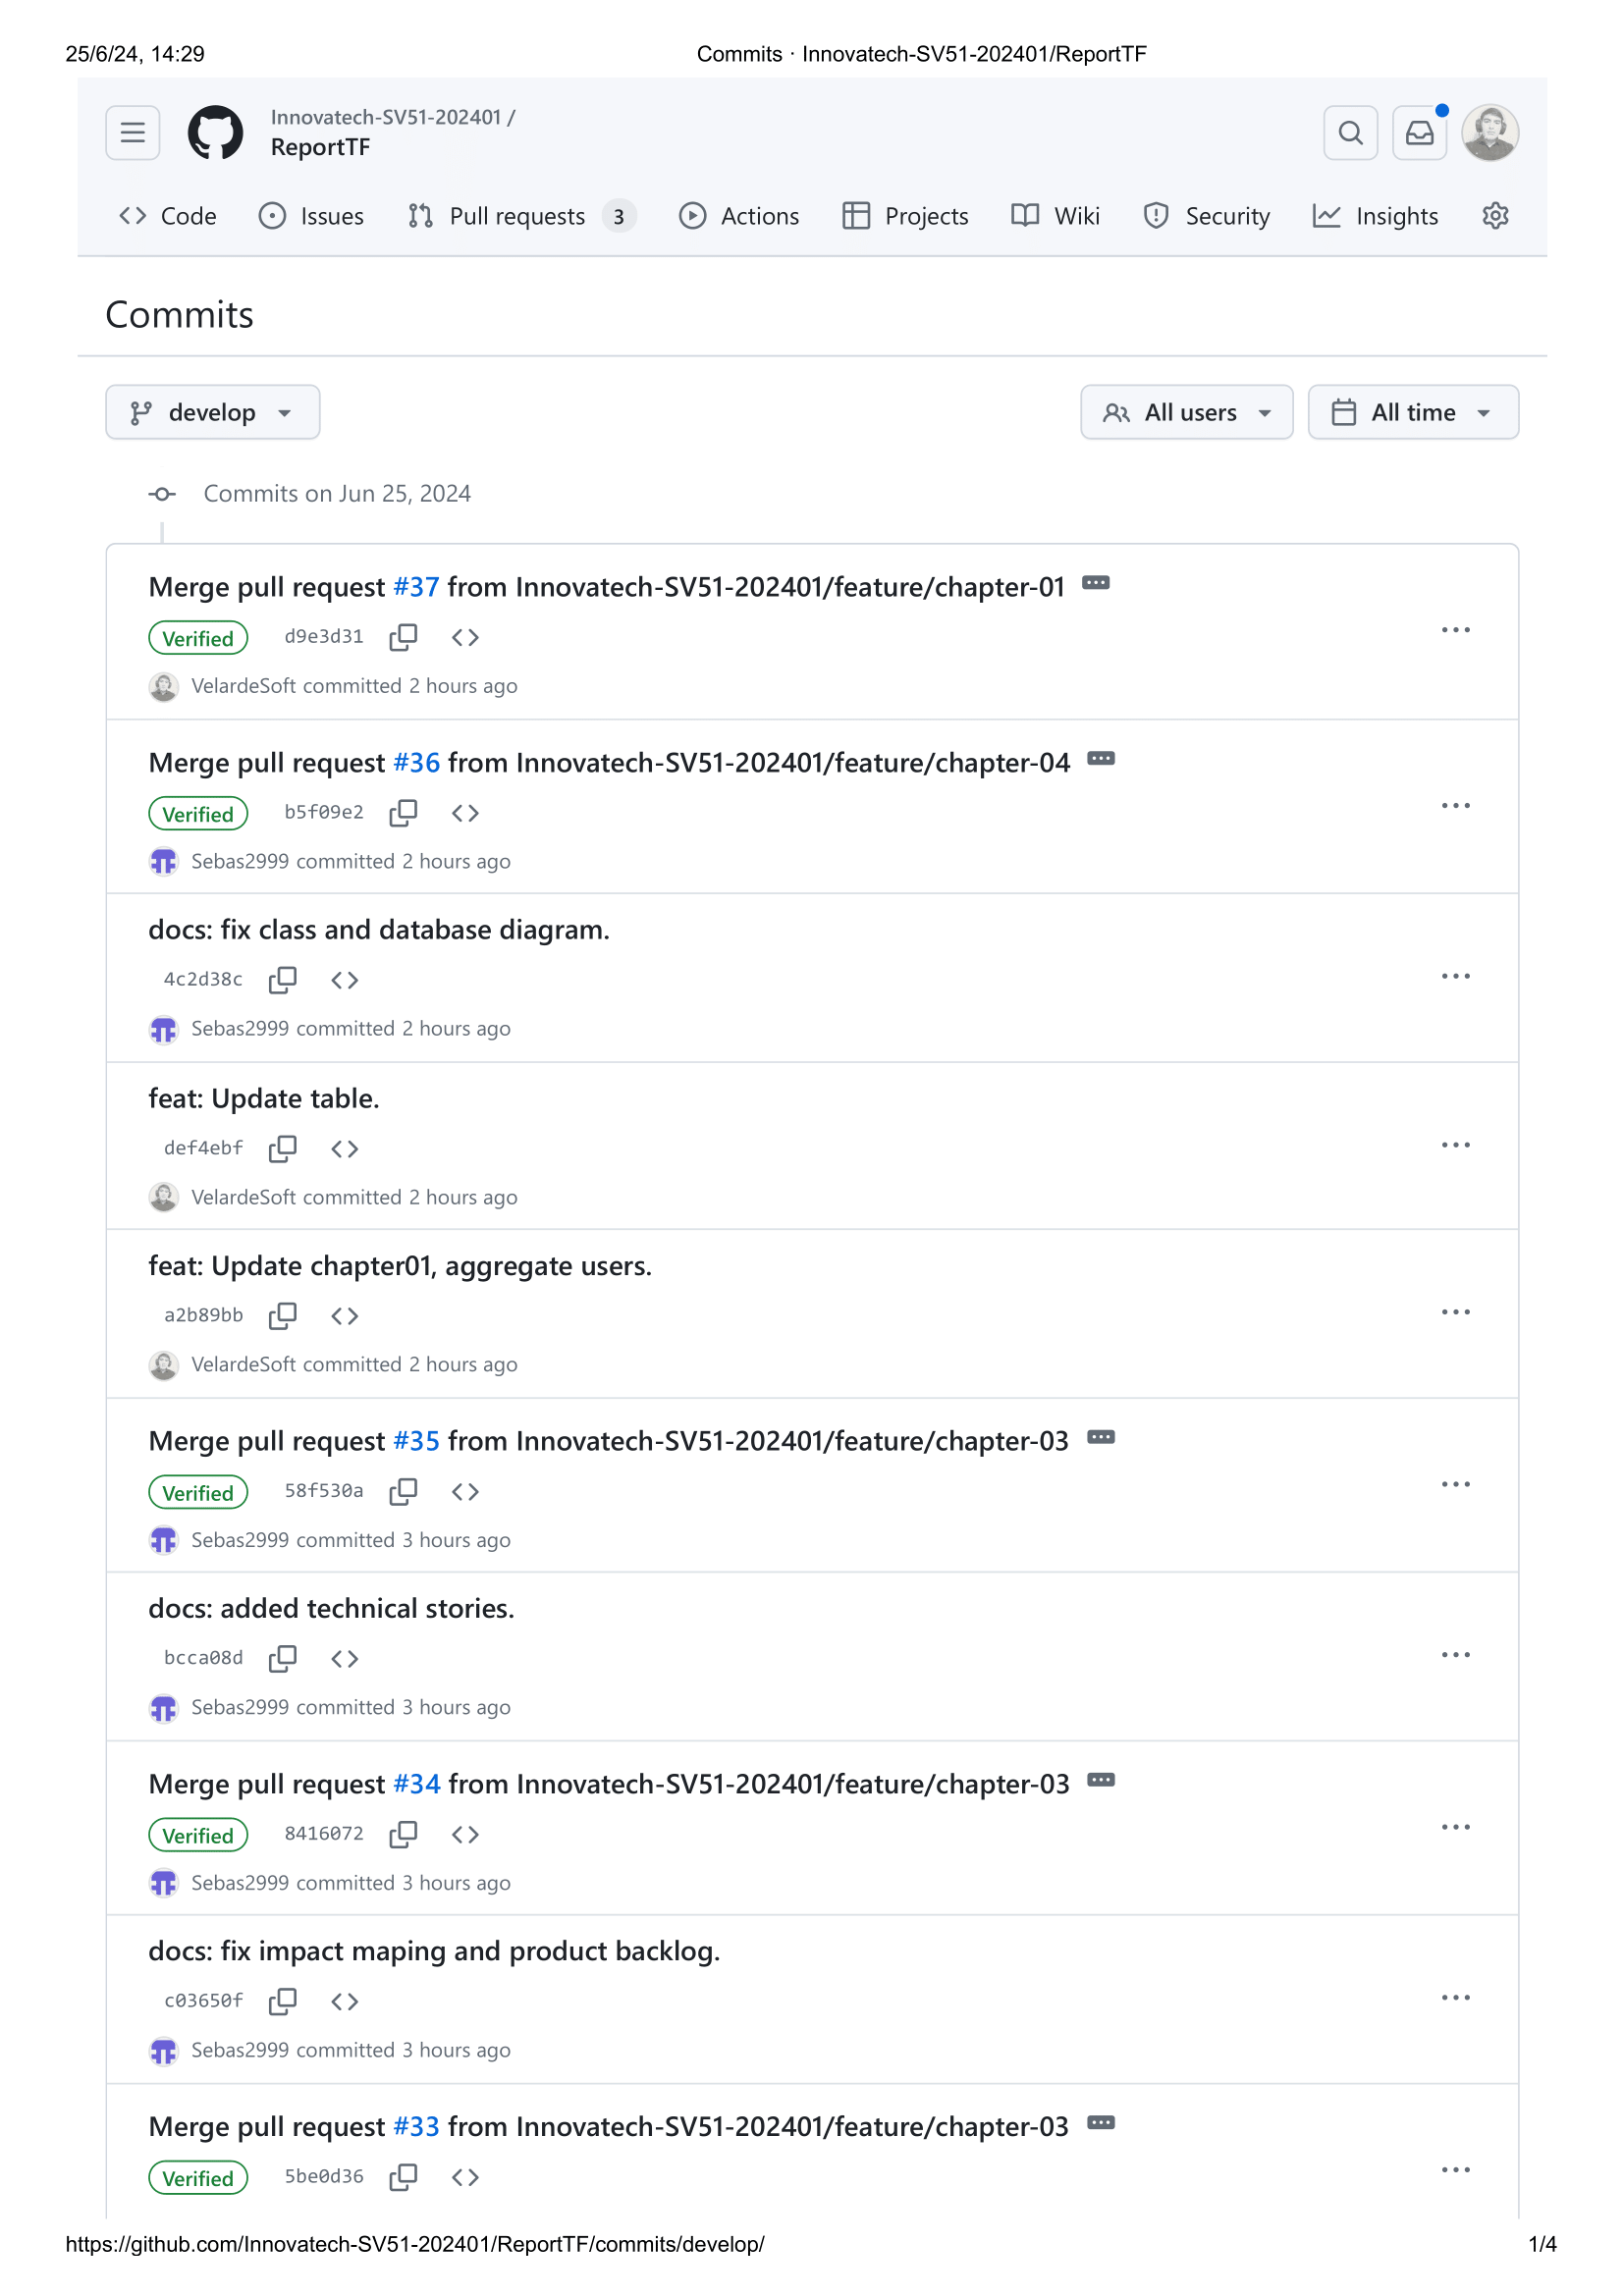 25/6/24, 14:29 Commits · Innovatech-SV51-202401/ReportTF
Innovatech-SV51-202401 /
ReportTF
Code Issues Pull requests 3 Actions Projects Wiki Security Insights
Commits
develop All users All time
Commits on Jun 25, 2024
Merge pull request #37 from Innovatech-SV51-202401/feature/chapter-01
Verified d9e3d31
VelardeSoft committed 2 hours ago
Merge pull request #36 from Innovatech-SV51-202401/feature/chapter-04
Verified b5f09e2
Sebas2999 committed 2 hours ago
docs: fix class and database diagram.
4c2d38c
Sebas2999 committed 2 hours ago
feat: Update table.
def4ebf
VelardeSoft committed 2 hours ago
feat: Update chapter01, aggregate users.
a2b89bb
VelardeSoft committed 2 hours ago
Merge pull request #35 from Innovatech-SV51-202401/feature/chapter-03
Verified 58f530a
Sebas2999 committed 3 hours ago
docs: added technical stories.
bcca08d
Sebas2999 committed 3 hours ago
Merge pull request #34 from Innovatech-SV51-202401/feature/chapter-03
Verified 8416072
Sebas2999 committed 3 hours ago
docs: fix impact maping and product backlog.
c03650f
Sebas2999 committed 3 hours ago
Merge pull request #33 from Innovatech-SV51-202401/feature/chapter-03
Verified 5be0d36
https://github.com/Innovatech-SV51-202401/ReportTF/commits/develop/ 1/4